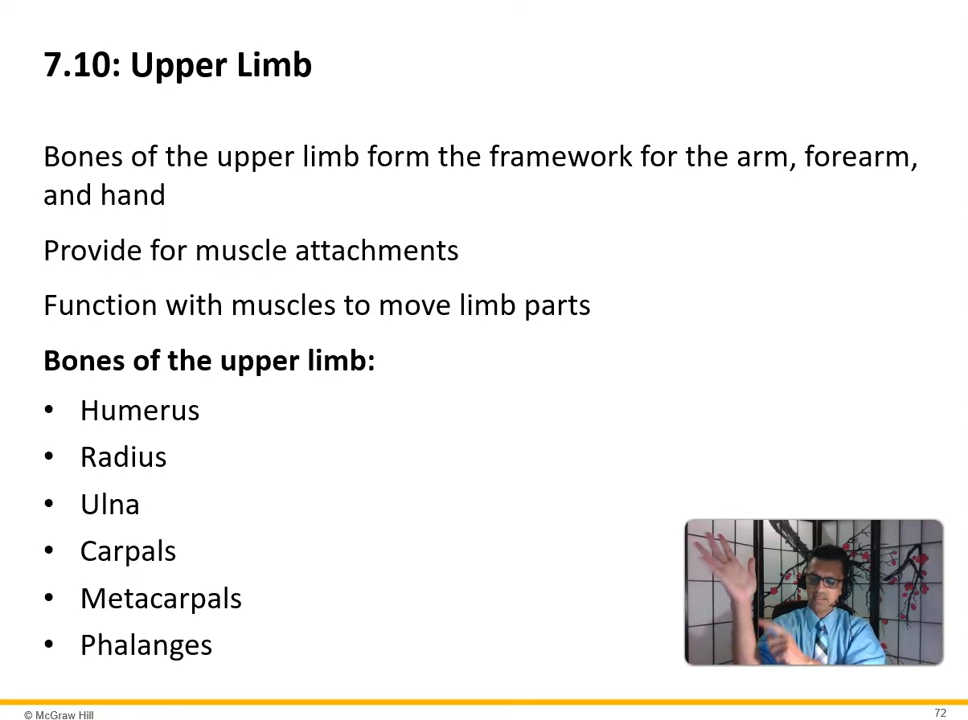 7.10: Upper Limb
Bones of the upper limb form the framework for the arm, forearm,
and hand
Provide for muscle attachments
Function with muscles to move limb parts
Bones of the upper limb:
• Humerus
• Radius
• Ulna
• Carpals
• Metacarpals
• Phalanges
© McGraw Hill
72